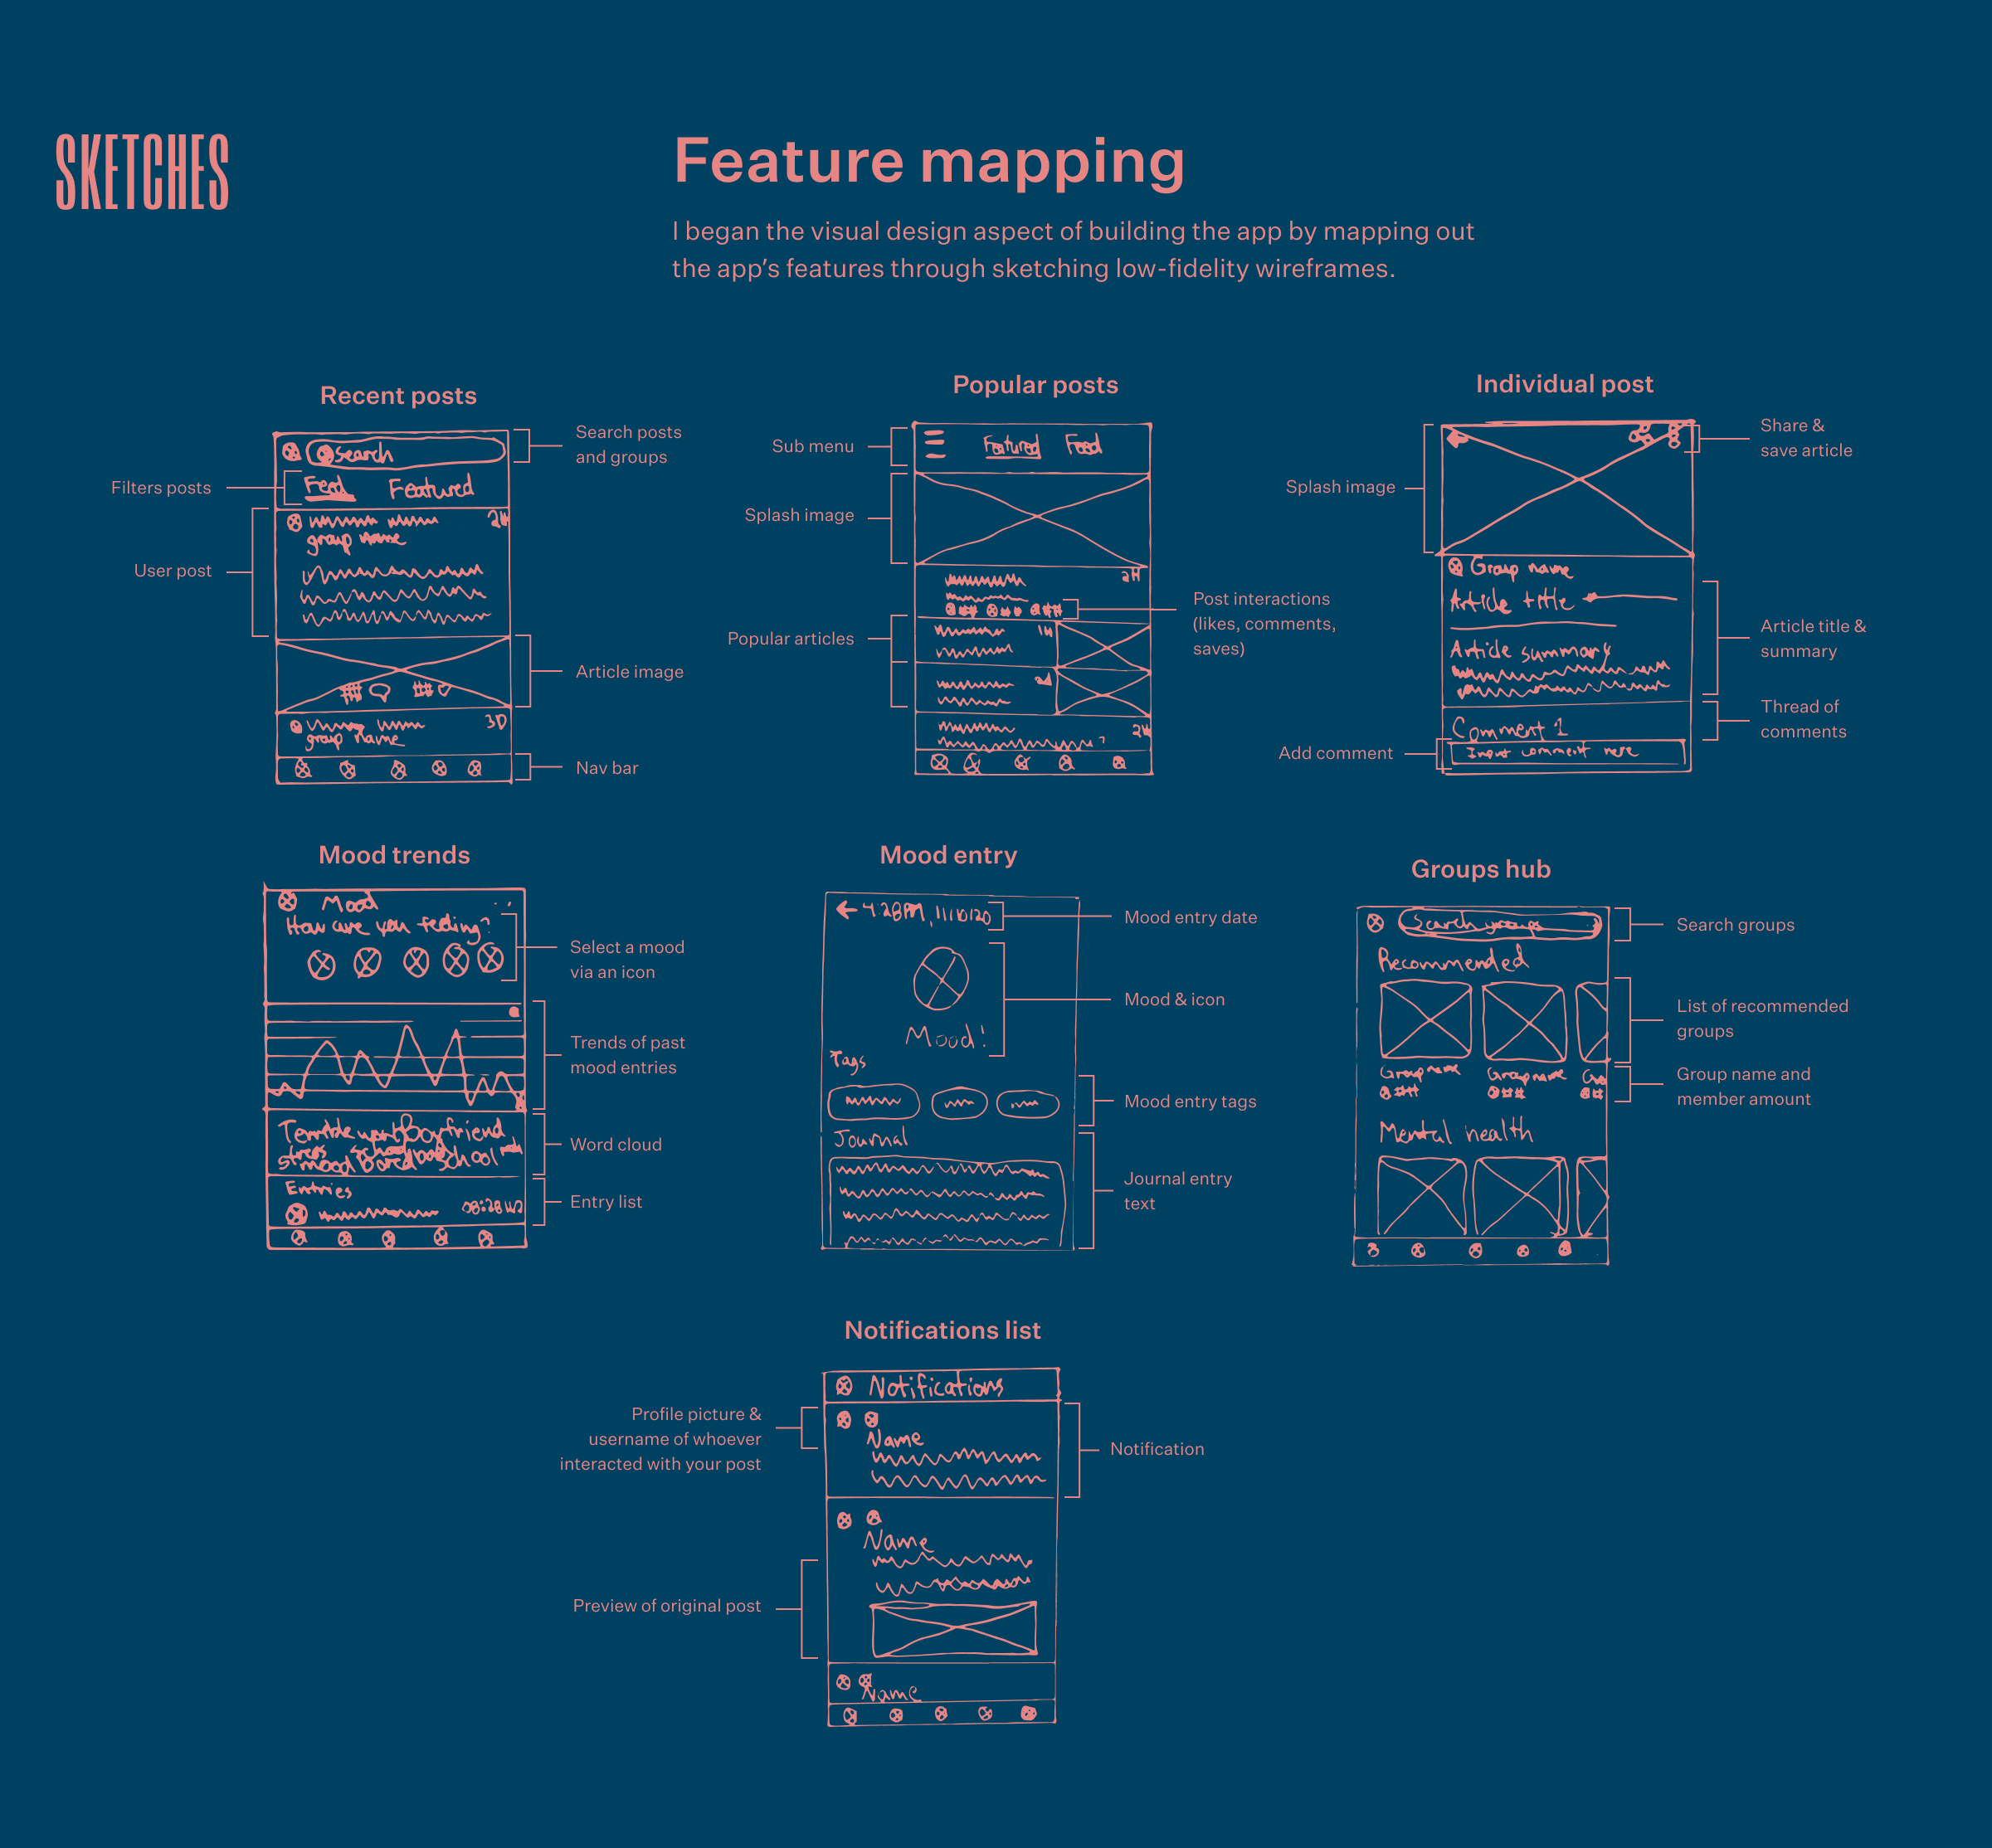 SKETCHES
Feature mapping
I began the visual design aspect of building the app by mapping out
the app’s features through sketching low-fidelity wireframes.
Recent posts
Search posts
and groups
Filters posts
User post
Article image
Nav bar
Search
Feed Featured
2H
group name
3D
group name
Popular posts
Sub menu
Splash image
Popular articles
Post interactions
(likes, comments,
saves)
Featured Feed
2H
##
1H
2H
Individual post
Share &
save article
Splash image
Article title &
summary
Thread of
comments
Add comment
Group name
Article title
Article summary
Comment 1
Input comment here
Mood trends
Select a mood
via an icon
Trends of past
mood entries
Word cloud
Entry list
Mood
How are you feeling?
Terrible work Boyfriend
stress school
mood Bored School
Entries
Mood entry
Mood entry date
Mood & icon
Mood entry tags
Journal entry
text
4:28PM, 11/10/20
Mood!
Tags
Journal
Groups hub
Search groups
List of recommended
groups
Group name and
member amount
Search groups
Recommended
Group name Group name Gro
### ### #
Mental health
Notifications list
Profile picture &
username of whoever
interacted with your post
Notification
Preview of original post
Notifications
Name
Name
Name